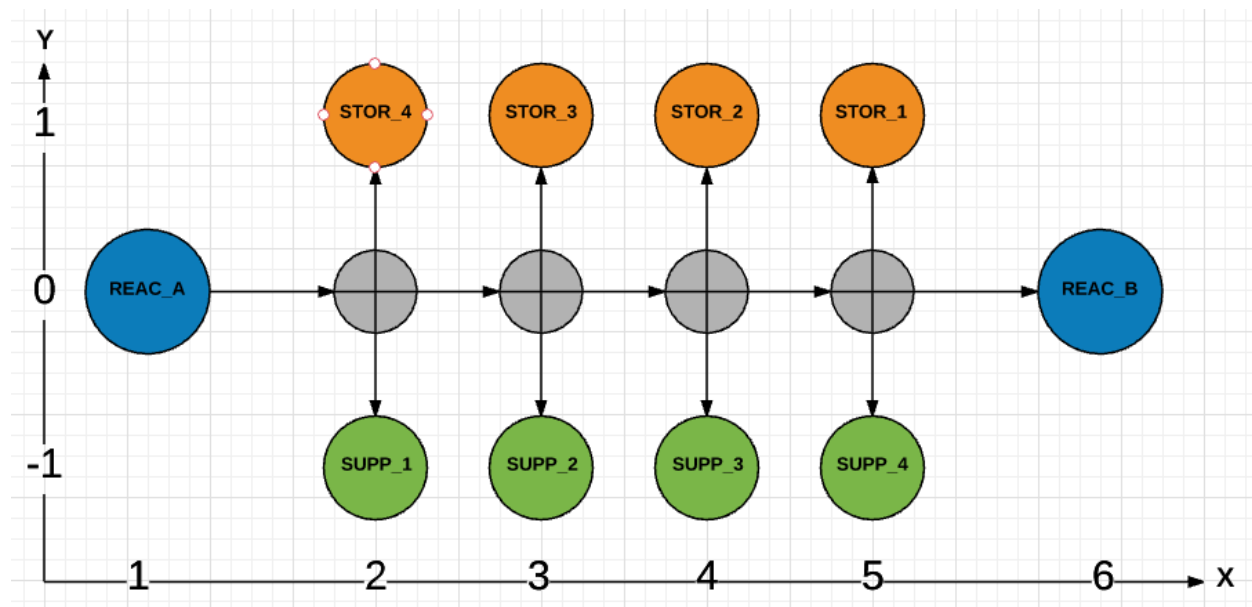 Y
STOR_4 STOR_3 STOR_2 STOR_1
1
REAC_A REAC_B
0
SUPP_1 SUPP_2 SUPP_3 SUPP_4
-1
1 2 3 4 5 6 X